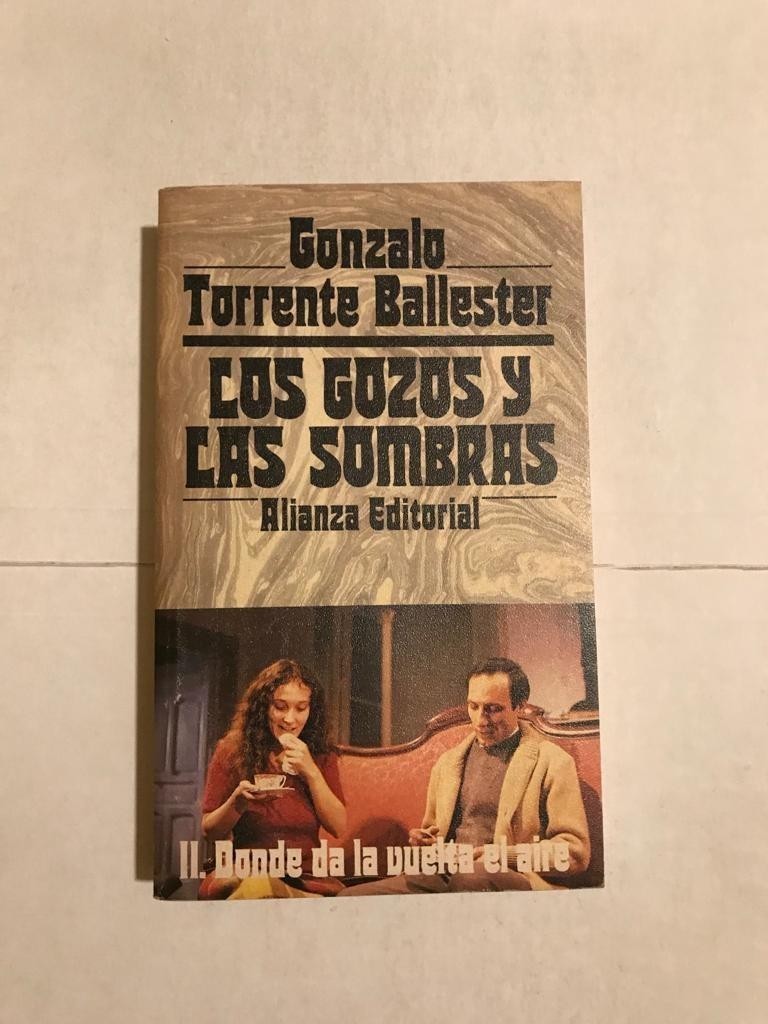 Gonzalo
Torrente Ballester
LOS GOZOS Y
LAS SOMBRAS
Alianza Editorial
II. Donde da la vuelta el aire